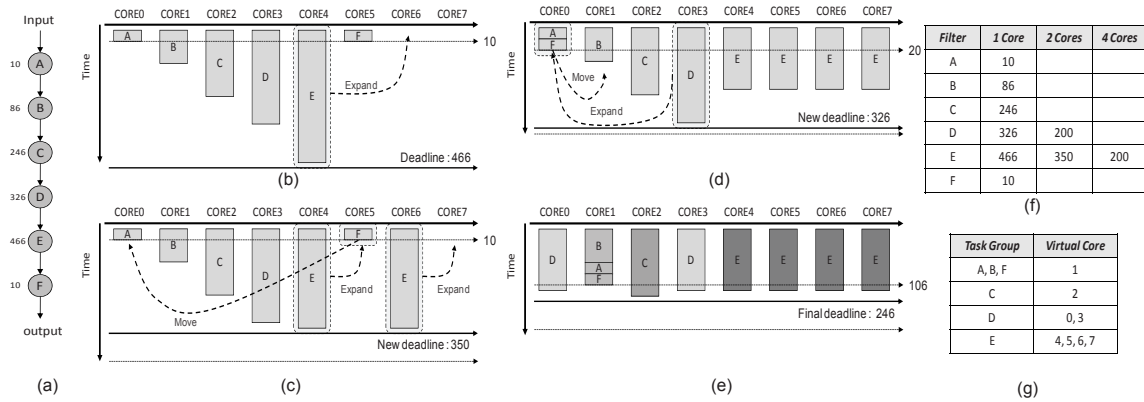 Input
10 A
86 B
246 C
326 D
466 E
10 F
output
(a)
CORE0 CORE1 CORE2 CORE3 CORE4 CORE5 CORE6 CORE7
Time
A B C D E F
10
Expand
Deadline : 466
(b)
CORE0 CORE1 CORE2 CORE3 CORE4 CORE5 CORE6 CORE7
Time
A B C D E F E
10
Expand Expand
Move
New deadline : 350
(c)
CORE0 CORE1 CORE2 CORE3 CORE4 CORE5 CORE6 CORE7
Time
A
F B C D E E E E
20
Move
Expand
New deadline : 326
(d)
CORE0 CORE1 CORE2 CORE3 CORE4 CORE5 CORE6 CORE7
Time
D B C D E E E E
A
F
106
Final deadline : 246
(e)
Filter 1 Core 2 Cores 4 Cores
A 10
B 86
C 246
D 326 200
E 466 350 200
F 10
(f)
Task Group Virtual Core
A, B, F 1
C 2
D 0, 3
E 4, 5, 6, 7
(g)